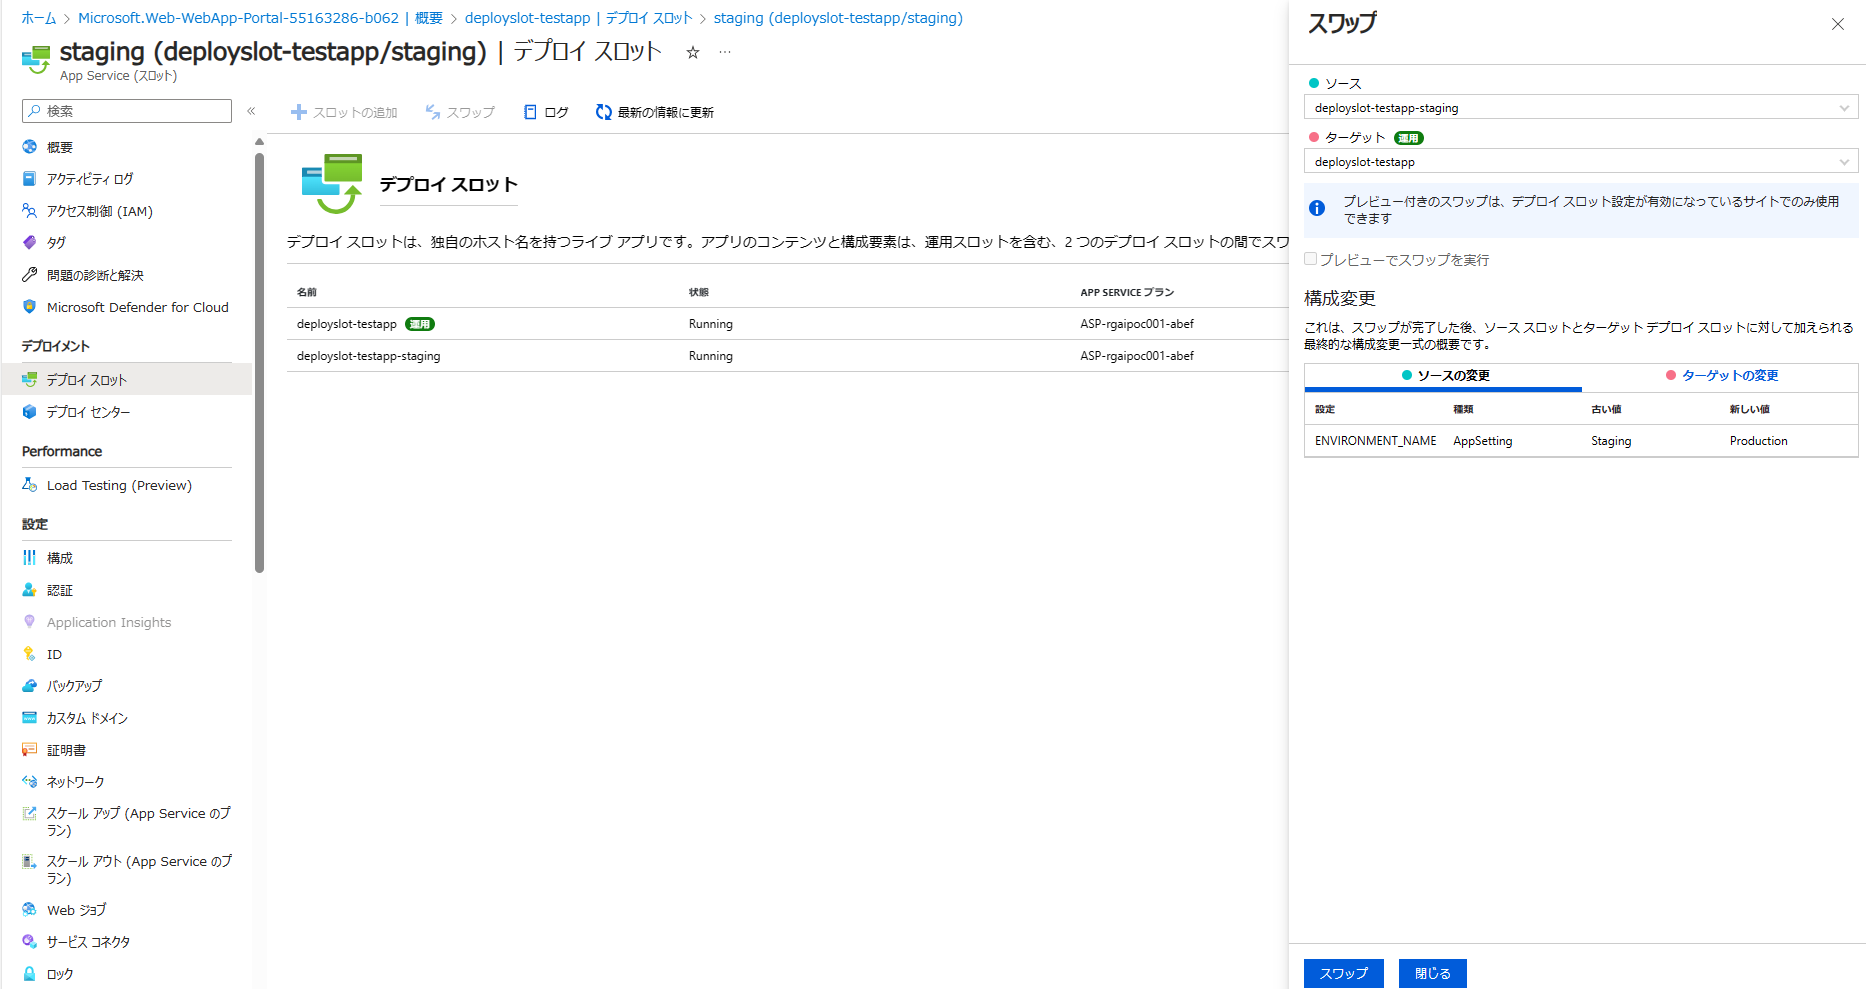 ホーム > Microsoft.Web-WebApp-Portal-55163286-b062 | 概要 > deployslot-testapp | デプロイ スロット > staging (deployslot-testapp/staging)
staging (deployslot-testapp/staging) | デプロイ スロット ☆ …
App Service (スロット)
検索
«
概要
アクティビティ ログ
アクセス制御 (IAM)
タグ
問題の診断と解決
Microsoft Defender for Cloud
デプロイメント
デプロイ スロット
デプロイ センター
Performance
Load Testing (Preview)
設定
構成
認証
Application Insights
ID
バックアップ
カスタム ドメイン
証明書
ネットワーク
スケール アップ (App Service のプ
ラン)
スケール アウト (App Service のプ
ラン)
Web ジョブ
サービス コネクタ
ロック
スロットの追加 スワップ ログ 最新の情報に更新
デプロイ スロット
デプロイ スロットは、独自のホスト名を持つライブ アプリです。アプリのコンテンツと構成要素は、運用スロットを含む、2 つのデプロイ スロットの間でスワ
名前 状態 APP SERVICE プラン
deployslot-testapp 運用 Running ASP-rgaipoc001-abef
deployslot-testapp-staging Running ASP-rgaipoc001-abef
スワップ
ソース
deployslot-testapp-staging
ターゲット 運用
deployslot-testapp
プレビュー付きのスワップは、デプロイ スロット設定が有効になっているサイトでのみ使用
できます
プレビューでスワップを実行
構成変更
これは、スワップが完了した後、ソース スロットとターゲット デプロイ スロットに対して加えられる
最終的な構成変更一式の概要です。
ソースの変更 ターゲットの変更
設定 種類 古い値 新しい値
ENVIRONMENT_NAME AppSetting Staging Production
スワップ 閉じる